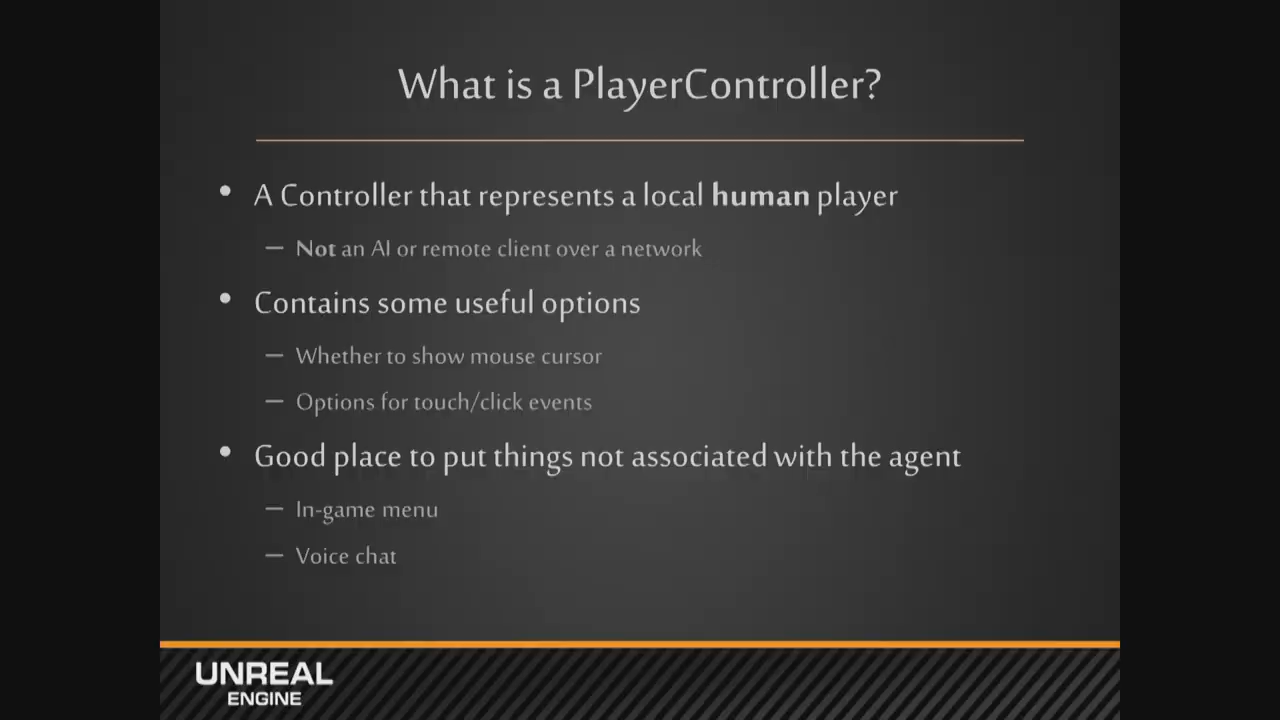 What is a PlayerController?
• A Controller that represents a local human player
– Not an AI or remote client over a network
• Contains some useful options
– Whether to show mouse cursor
– Options for touch/click events
• Good place to put things not associated with the agent
– In-game menu
– Voice chat
UNREAL
ENGINE